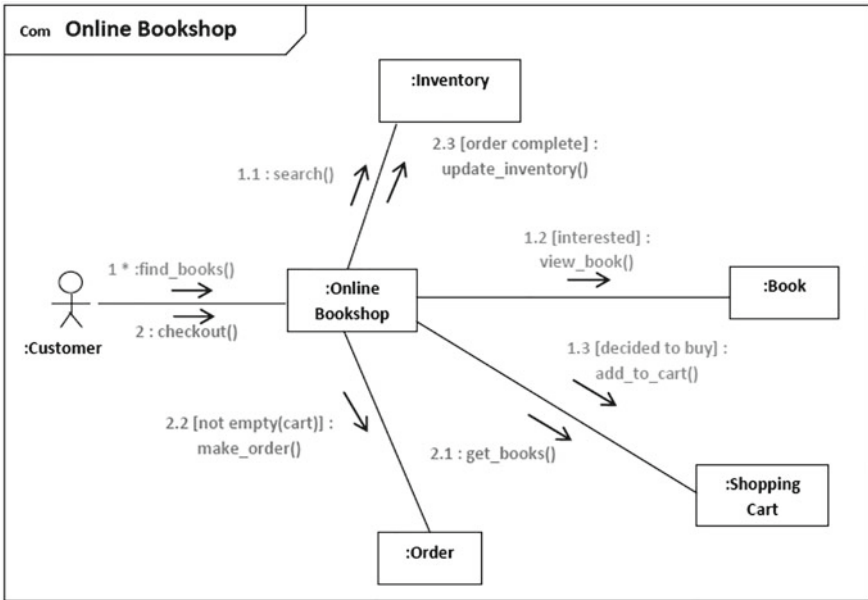 Com Online Bookshop
:Inventory
2.3 [order complete] :
update_inventory()
1.1 : search()
1.2 [interested] :
view_book()
1 * :find_books()
:Online
Bookshop
:Book
2 : checkout()
:Customer
1.3 [decided to buy] :
add_to_cart()
2.2 [not empty(cart)] :
make_order()
2.1 : get_books()
:Shopping
Cart
:Order